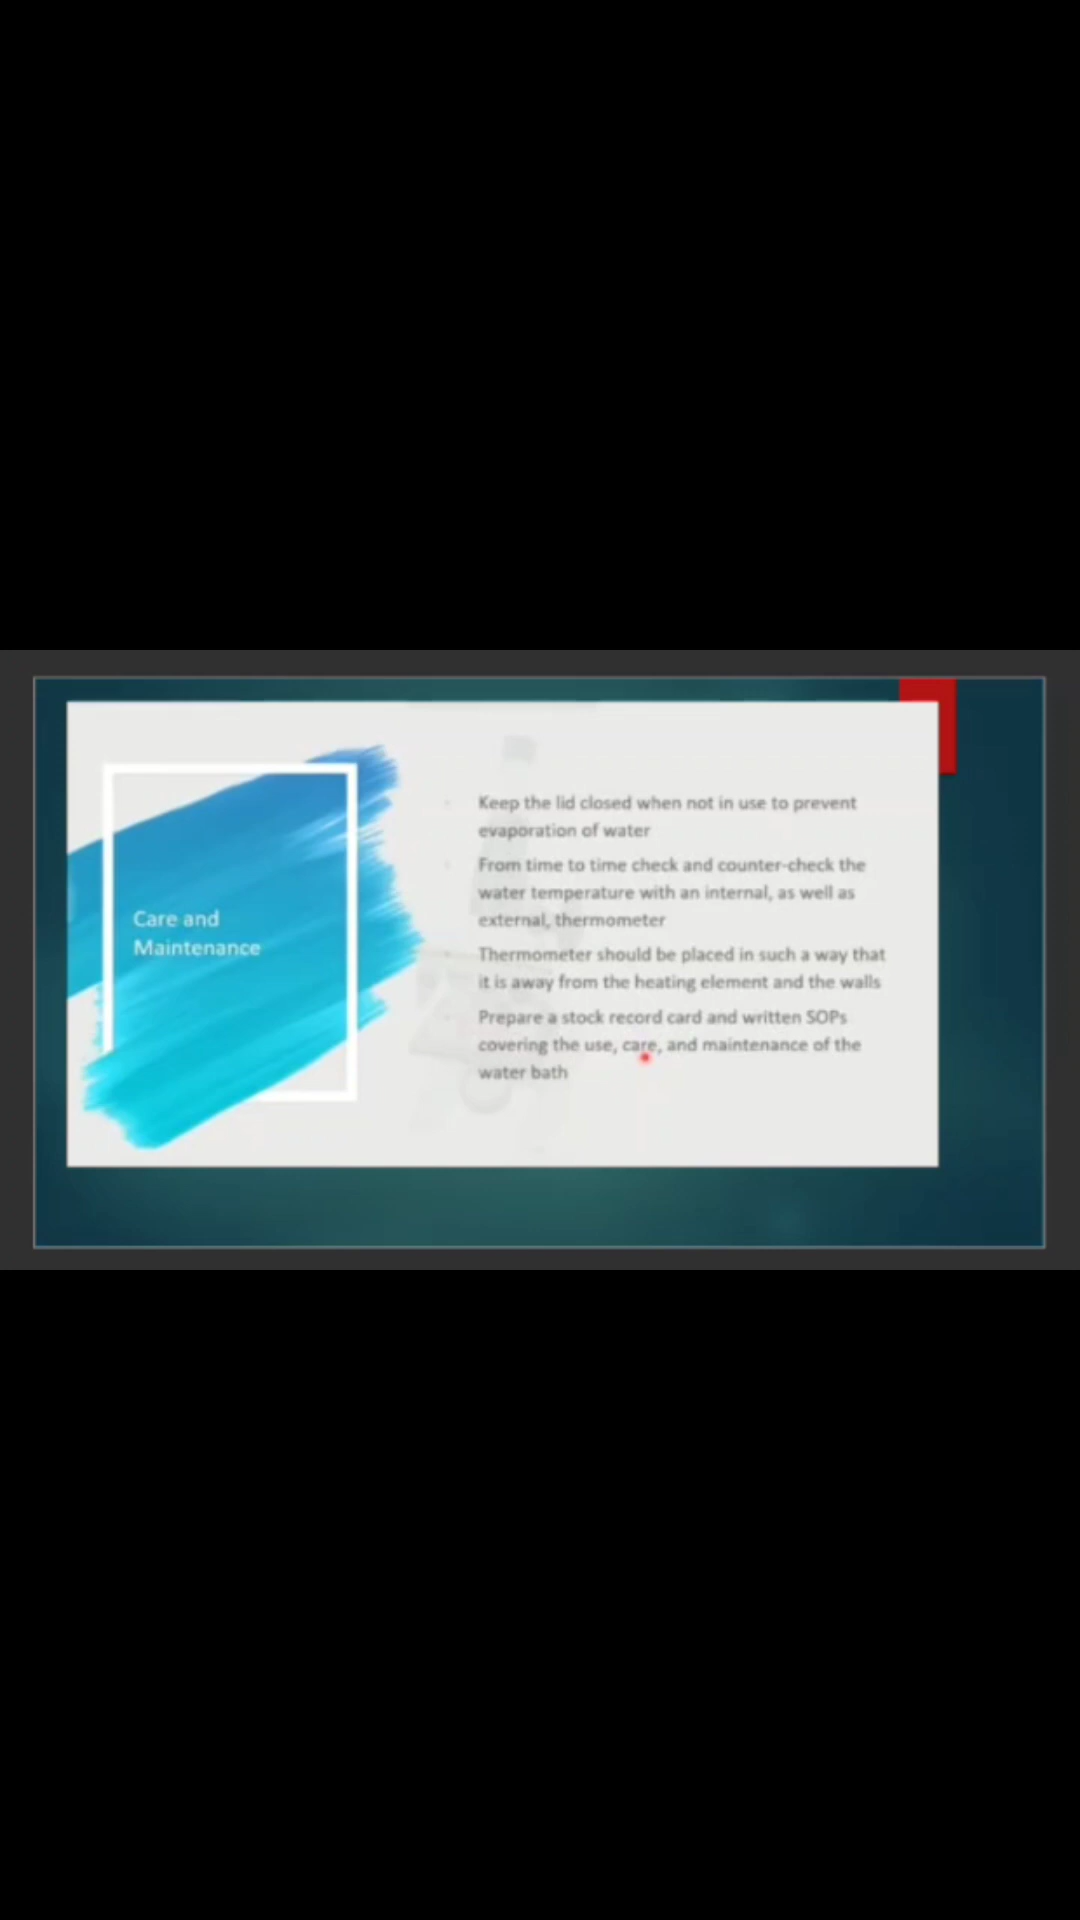 Care and
Maintenance
Keep the lid closed when not in use to prevent
evaporation of water
From time to time check and counter-check the
water temperature with an internal, as well as
external, thermometer
Thermometer should be placed in such a way that
it is away from the heating element and the walls
Prepare a stock record card and written SOPs
covering the use, care, and maintenance of the
water bath